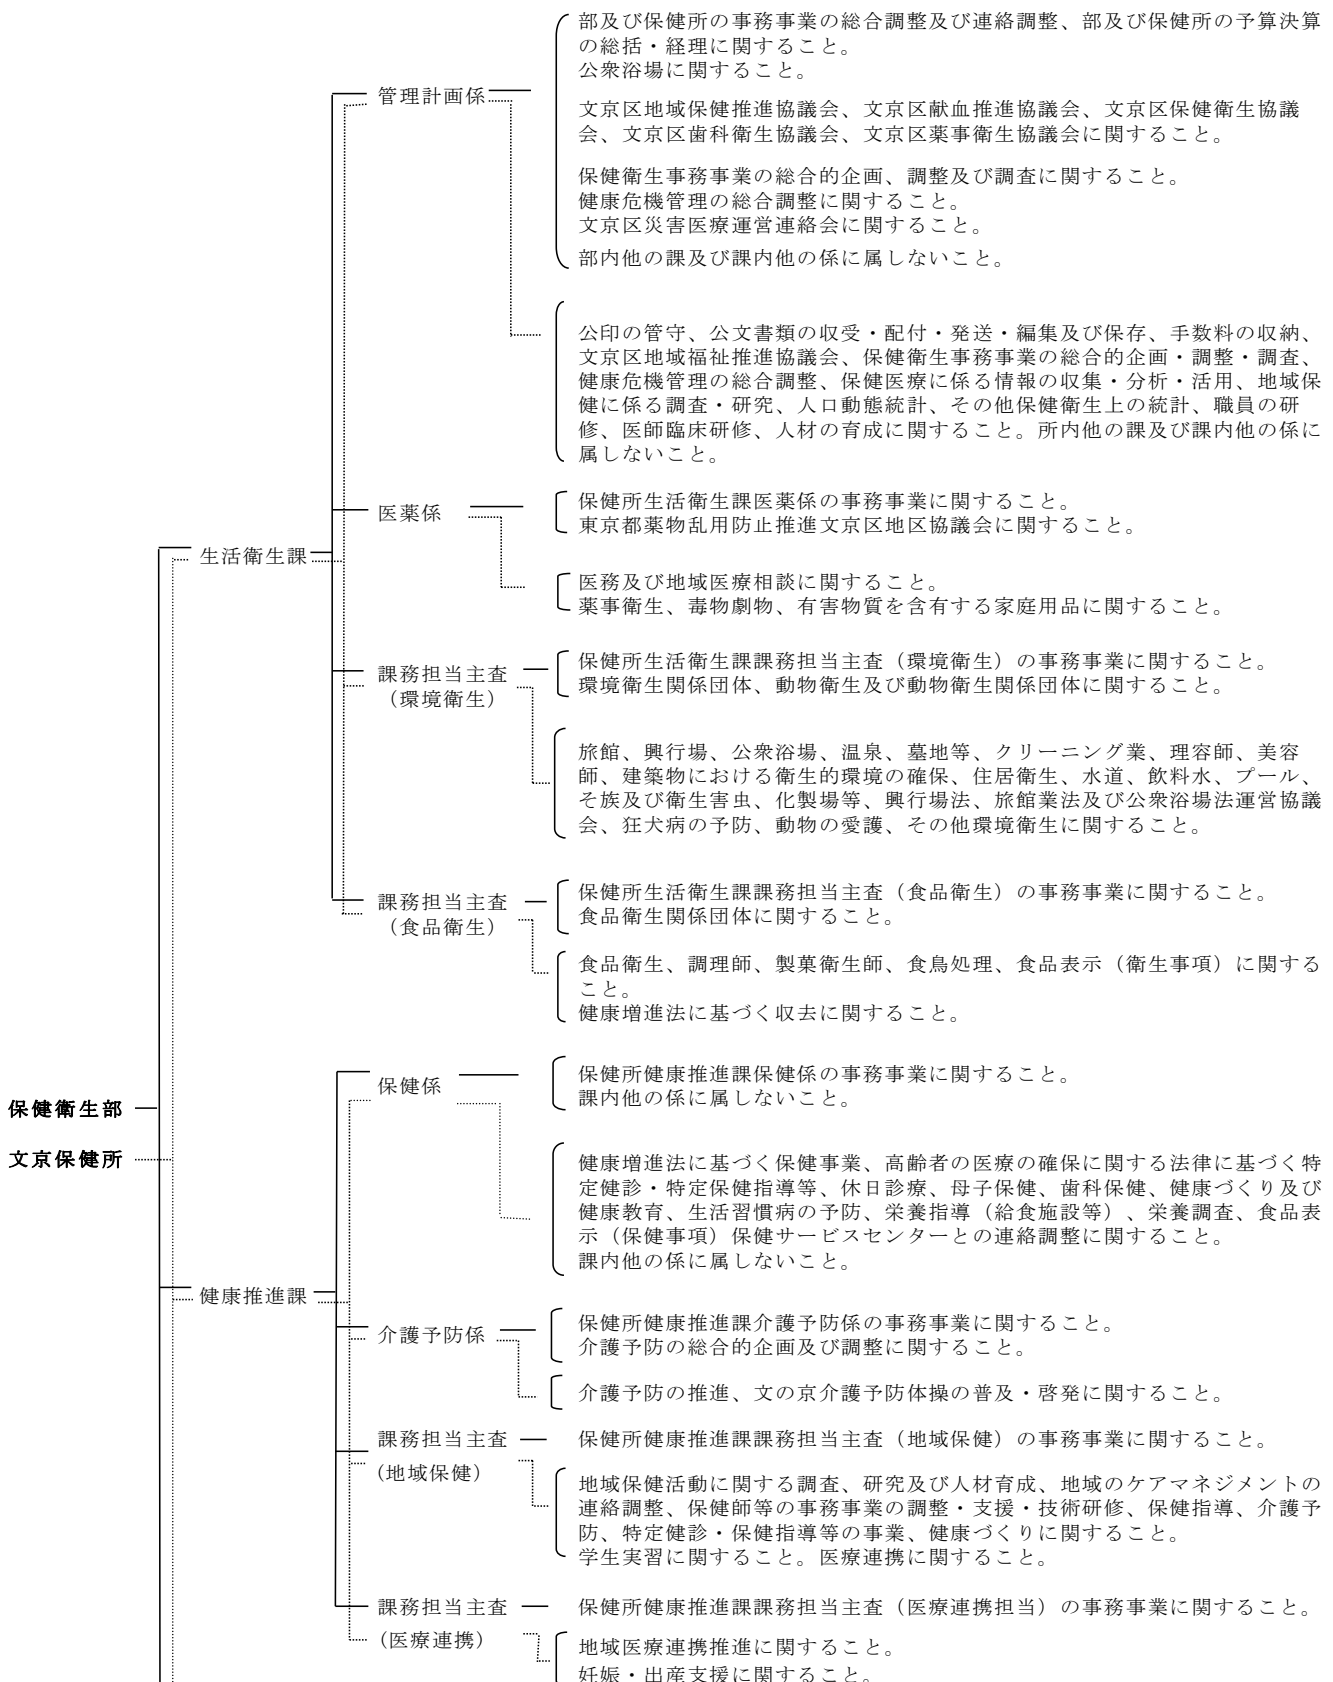 部及び保健所の事務事業の総合調整及び連絡調整、部及び保健所の予算決算
の総括・経理に関すること。
公衆浴場に関すること。
管理計画係
文京区地域保健推進協議会、文京区献血推進協議会、文京区保健衛生協議
会、文京区歯科衛生協議会、文京区薬事衛生協議会に関すること。
保健衛生事務事業の総合的企画、調整及び調査に関すること。
健康危機管理の総合調整に関すること。
文京区災害医療運営連絡会に関すること。
部内他の課及び課内他の係に属しないこと。
公印の管守、公文書類の収受・配付・発送・編集及び保存、手数料の収納、
文京区地域福祉推進協議会、保健衛生事務事業の総合的企画・調整・調査、
健康危機管理の総合調整、保健医療に係る情報の収集・分析・活用、地域保
健に係る調査・研究、人口動態統計、その他保健衛生上の統計、職員の研
修、医師臨床研修、人材の育成に関すること。所内他の課及び課内他の係に
属しないこと。
医薬係
保健所生活衛生課医薬係の事務事業に関すること。
東京都薬物乱用防止推進文京区地区協議会に関すること。
生活衛生課
医務及び地域医療相談に関すること。
薬事衛生、毒物劇物、有害物質を含有する家庭用品に関すること。
課務担当主査
（環境衛生）
保健所生活衛生課課務担当主査（環境衛生）の事務事業に関すること。
環境衛生関係団体、動物衛生及び動物衛生関係団体に関すること。
旅館、興行場、公衆浴場、温泉、墓地等、クリーニング業、理容師、美容
師、建築物における衛生的環境の確保、住居衛生、水道、飲料水、プール、
そ族及び衛生害虫、化製場等、興行場法、旅館業法及び公衆浴場法運営協議
会、狂犬病の予防、動物の愛護、その他環境衛生に関すること。
課務担当主査
（食品衛生）
保健所生活衛生課課務担当主査（食品衛生）の事務事業に関すること。
食品衛生関係団体に関すること。
食品衛生、調理師、製菓衛生師、食鳥処理、食品表示（衛生事項）に関する
こと。
健康増進法に基づく収去に関すること。
保健衛生部
文京保健所
保健係
保健所健康推進課保健係の事務事業に関すること。
課内他の係に属しないこと。
健康増進法に基づく保健事業、高齢者の医療の確保に関する法律に基づく特
定健診・特定保健指導等、休日診療、母子保健、歯科保健、健康づくり及び
健康教育、生活習慣病の予防、栄養指導（給食施設等）、栄養調査、食品表
示（保健事項）保健サービスセンターとの連絡調整に関すること。
課内他の係に属しないこと。
健康推進課
介護予防係
保健所健康推進課介護予防係の事務事業に関すること。
介護予防の総合的企画及び調整に関すること。
介護予防の推進、文の京介護予防体操の普及・啓発に関すること。
課務担当主査
(地域保健）
保健所健康推進課課務担当主査（地域保健）の事務事業に関すること。
地域保健活動に関する調査、研究及び人材育成、地域のケアマネジメントの
連絡調整、保健師等の事務事業の調整・支援・技術研修、保健指導、介護予
防、特定健診・保健指導等の事業、健康づくりに関すること。
学生実習に関すること。医療連携に関すること。
課務担当主査
(医療連携）
保健所健康推進課課務担当主査（医療連携担当）の事務事業に関すること。
地域医療連携推進に関すること。
妊娠・出産支援に関すること。